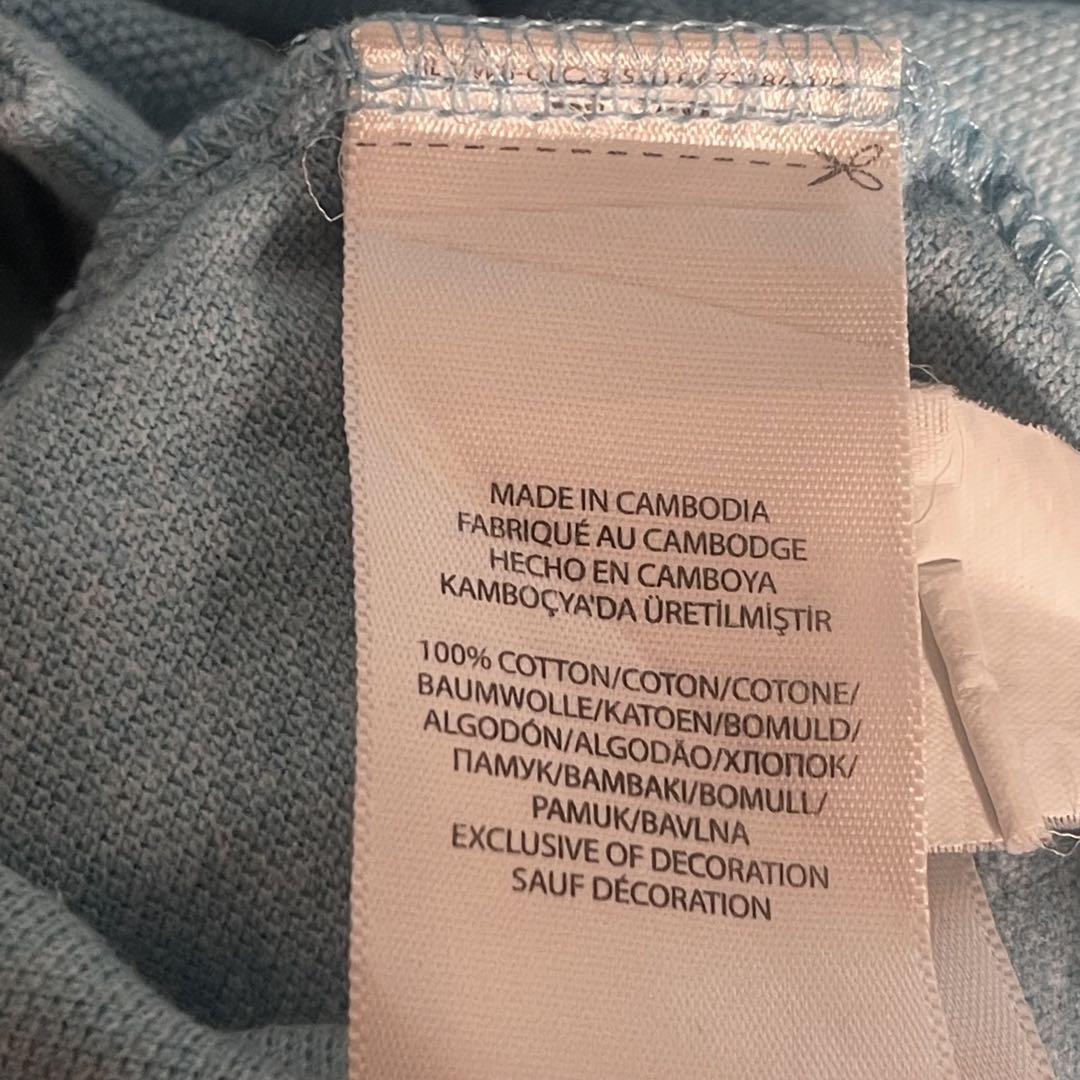 MADE IN CAMBODIA
FABRIQUÉ AU CAMBODGE
HECHO EN CAMBOYA
KAMBOÇYA'DA ÜRETİLMİŞTİR
100% COTTON/COTON/COTONE/
BAUMWOLLE/KATOEN/BOMULD/
ALGODÓN/ALGODÃO/ХЛОПОК/
ПАМУК/BAMBAKI/BOMULL/
PAMUK/BAVLNA
EXCLUSIVE OF DECORATION
SAUF DÉCORATION